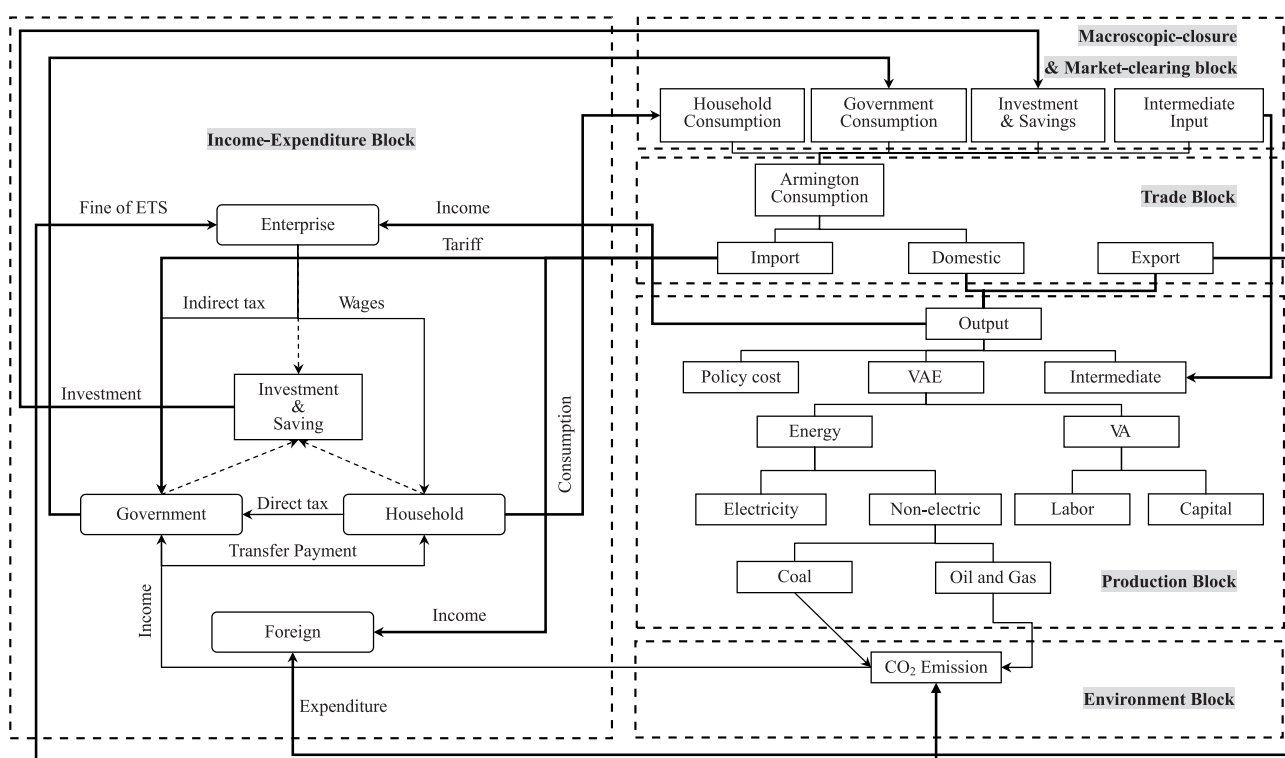 Macroscopic-closure
& Market-clearing block
Household
Consumption
Government
Consumption
Investment
& Savings
Intermediate
Input
Income-Expenditure Block
Armington
Consumption
Trade Block
Fine of ETS
Enterprise
Income
Tariff
Import
Domestic
Export
Indirect tax
Wages
Output
Policy cost
VAE
Intermediate
Investment
Investment
&
Saving
Consumption
Energy
VA
Government
Direct tax
Household
Electricity
Non-electric
Labor
Capital
Transfer Payment
Income
Coal
Oil and Gas
Production Block
Foreign
Income
CO₂ Emission
Expenditure
Environment Block